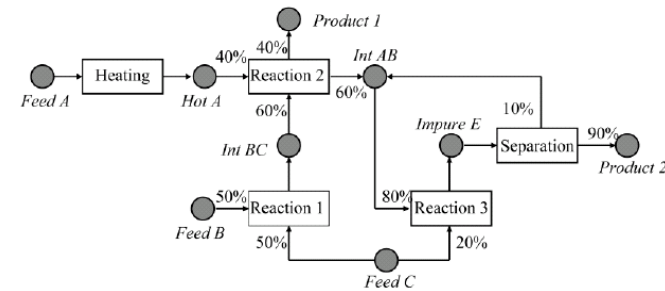 Product 1
40%
Int AB
40%
Heating
Reaction 2
60%
Feed A
Hot A
60%
10%
Impure E
90%
Int BC
Separation
Product 2
50%
Reaction 1
80%
Reaction 3
Feed B
50%
20%
Feed C